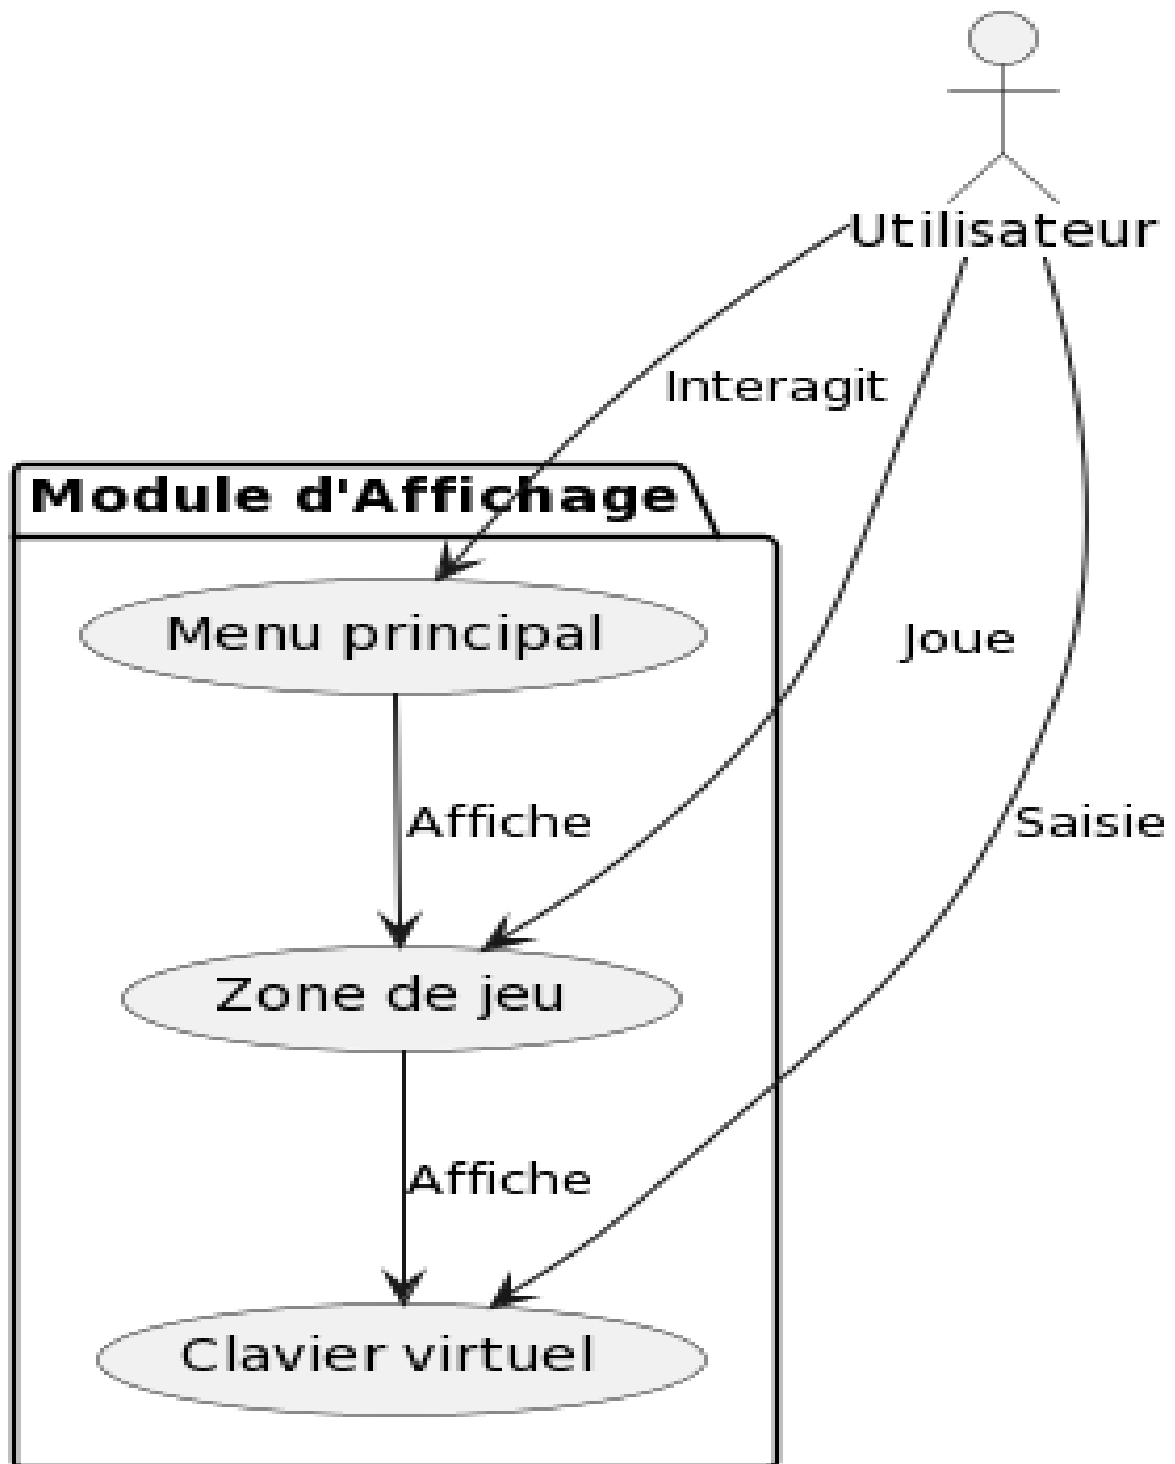 Utilisateur
Interagit
Module d'Affichage
Menu principal
Joue
Affiche
Saisie
Zone de jeu
Affiche
Clavier virtuel